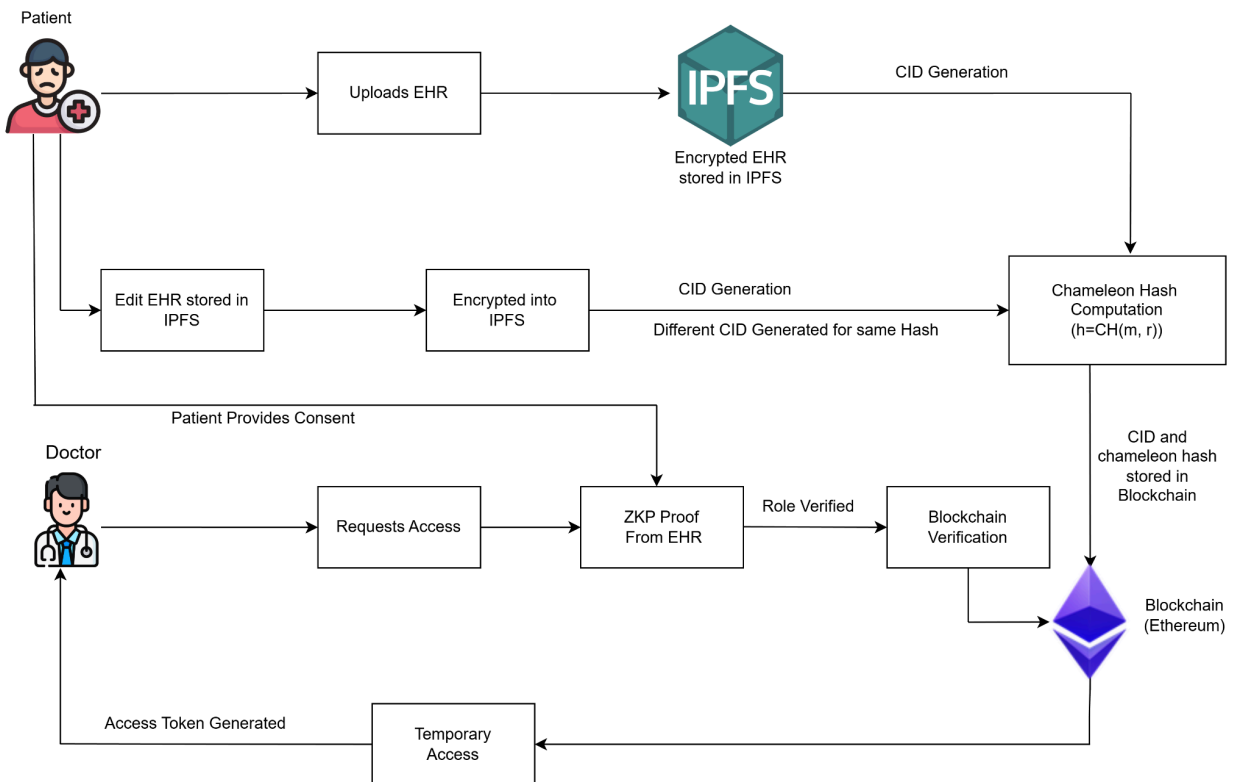 Patient
Uploads EHR
IPFS
CID Generation
Encrypted EHR
stored in IPFS
Edit EHR stored in
IPFS
Encrypted into
IPFS
CID Generation
Different CID Generated for same Hash
Chameleon Hash
Computation
(h=CH(m, r))
Patient Provides Consent
CID and
chameleon hash
stored in
Blockchain
Doctor
Requests Access
ZKP Proof
From EHR
Role Verified
Blockchain
Verification
Blockchain
(Ethereum)
Access Token Generated
Temporary
Access